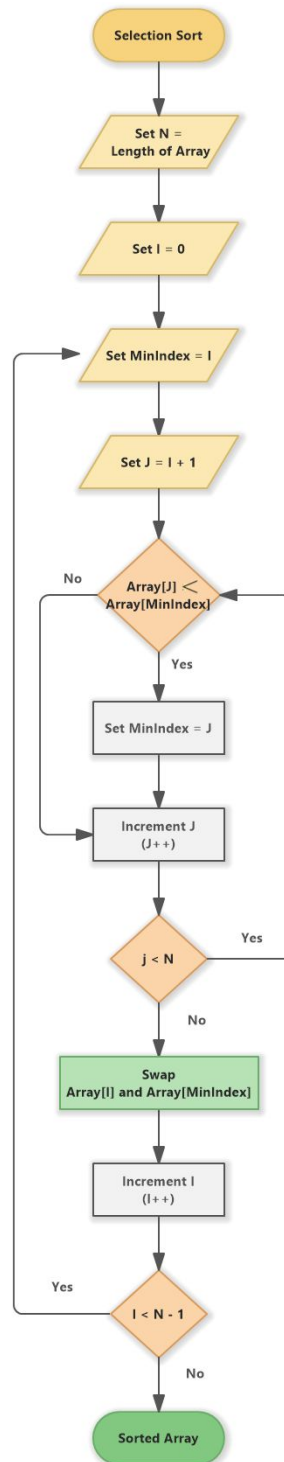 Selection Sort
Set N =
Length of Array
Set I = 0
Set MinIndex = I
Set J = I + 1
Array[J] <
Array[MinIndex]
No
Yes
Set MinIndex = J
Increment J
(J++)
j < N
Yes
No
Swap
Array[I] and Array[MinIndex]
Increment I
(I++)
Yes
I < N - 1
No
Sorted Array